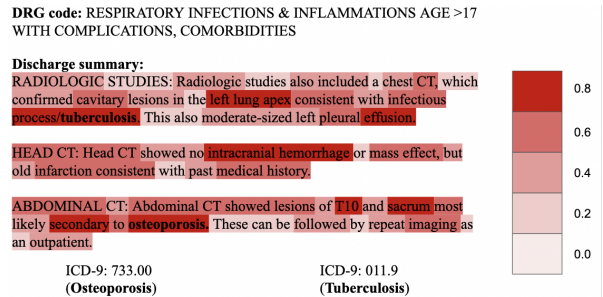 DRG code: RESPIRATORY INFECTIONS & INFLAMMATIONS AGE >17
WITH COMPLICATIONS, COMORBIDITIES
Discharge summary:
RADIOLOGIC STUDIES: Radiologic studies also included a chest CT, which
confirmed cavitary lesions in the left lung apex consistent with infectious
process/tuberculosis. This also moderate-sized left pleural effusion.
HEAD CT: Head CT showed no intracranial hemorrhage or mass effect, but
old infarction consistent with past medical history.
ABDOMINAL CT: Abdominal CT showed lesions of T10 and sacrum most
likely secondary to osteoporosis. These can be followed by repeat imaging as
an outpatient.
ICD-9: 733.00 ICD-9: 011.9
(Osteoporosis) (Tuberculosis)
0.8
0.6
0.4
0.2
0.0